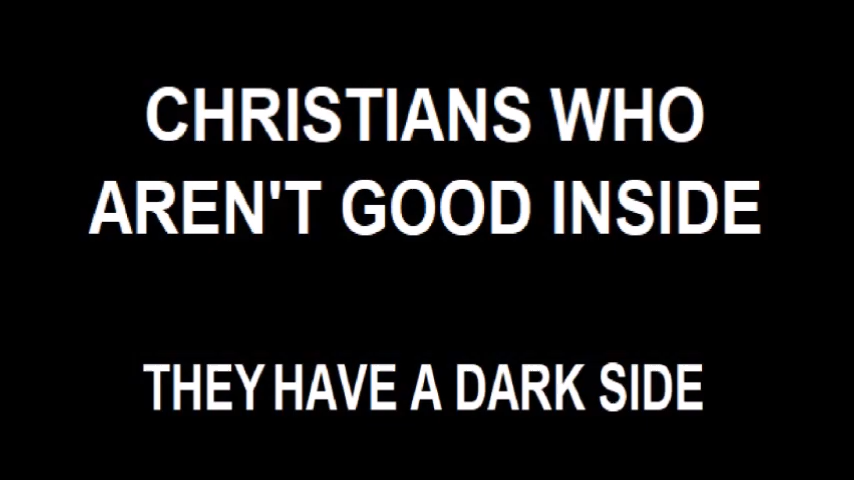 CHRISTIANS WHO
AREN'T GOOD INSIDE
THEY HAVE A DARK SIDE